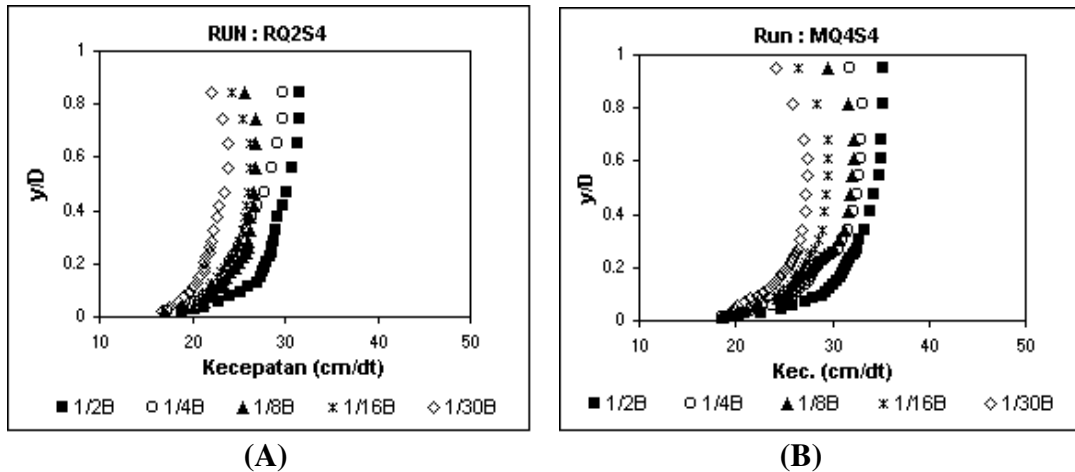 RUN : RQ2S4
1
0.8
0.6
y/D
0.4
0.2
0
10 20 30 40 50
Kecepatan (cm/dt)
1/2B 1/4B 1/8B 1/16B 1/30B
(A)
Run : MQ4S4
1
0.8
0.6
y/D
0.4
0.2
0
10 20 30 40 50
Kec. (cm/dt)
1/2B 1/4B 1/8B 1/16B 1/30B
(B)